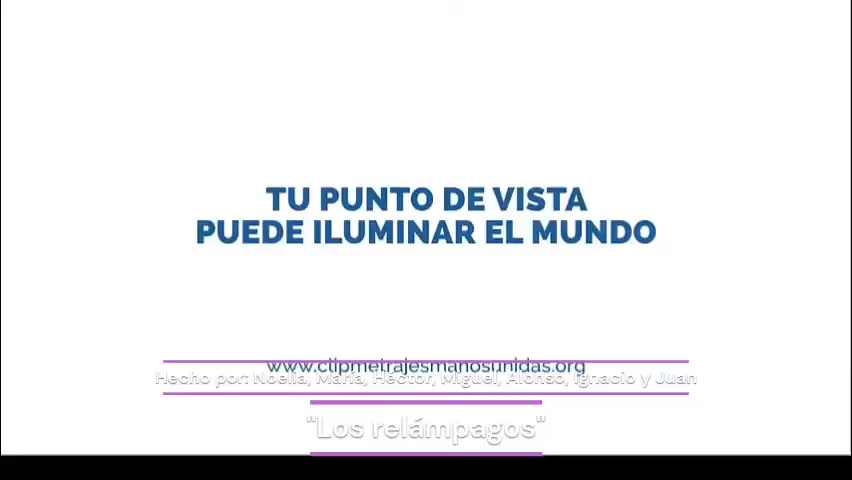 TU PUNTO DE VISTA
PUEDE ILUMINAR EL MUNDO
www.clipmetrajesmanosunidas.org
Hecho por: Noelia, María, Héctor, Miguel, Alonso, Ignacio y Juan
"Los relámpagos"